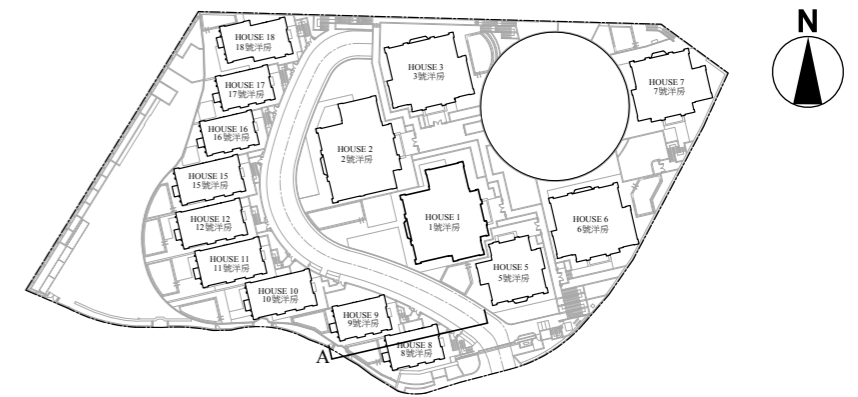 N
HOUSE 18
18號洋房
HOUSE 17
17號洋房
HOUSE 16
16號洋房
HOUSE 15
15號洋房
HOUSE 12
12號洋房
HOUSE 11
11號洋房
HOUSE 10
10號洋房
HOUSE 9
9號洋房
HOUSE 8
8號洋房
HOUSE 3
3號洋房
HOUSE 2
2號洋房
HOUSE 1
1號洋房
HOUSE 5
5號洋房
HOUSE 6
6號洋房
HOUSE 7
7號洋房
A